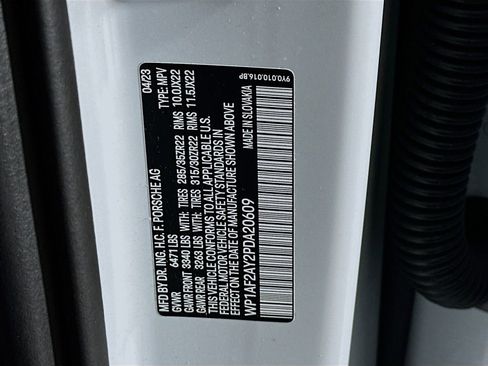 MFD BY DR. ING. H.C. F. PORSCHE AG 04/23
GVWR 6471 LBS TYPE: MPV
GAWR FRONT 3340 LBS WITH: TIRES 285/35ZR22 RIMS 10.0JX22
GAWR REAR 3263 LBS WITH: TIRES 315/30ZR22 RIMS 11.5JX22
THIS VEHICLE CONFORMS TO ALL APPLICABLE U.S.
FEDERAL MOTOR VEHICLE SAFETY STANDARDS IN
EFFECT ON THE DATE OF MANUFACTURE SHOWN ABOVE
WP1AF2AY2PDA20609 MADE IN SLOVAKIA
9Y0.010.016.BP